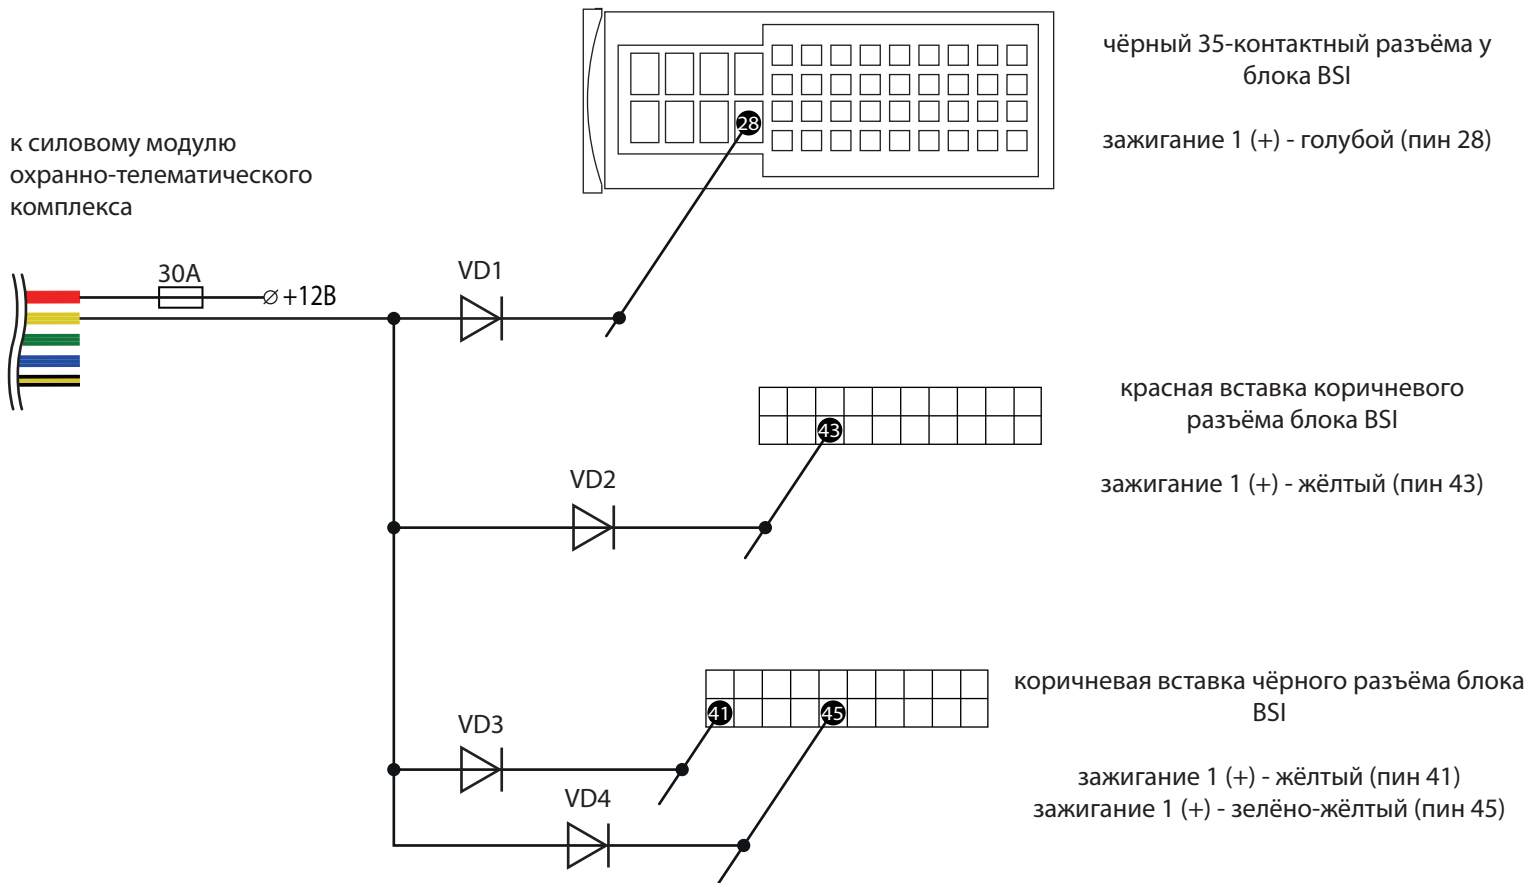 чёрный 35-контактный разъёма у
блока BSI
зажигание 1 (+) - голубой (пин 28)
28
к силовому модулю
охранно-телематического
комплекса
30А
+12В
VD1
красная вставка коричневого
разъёма блока BSI
зажигание 1 (+) - жёлтый (пин 43)
43
VD2
коричневая вставка чёрного разъёма блока
BSI
зажигание 1 (+) - жёлтый (пин 41)
зажигание 1 (+) - зелёно-жёлтый (пин 45)
41
45
VD3
VD4